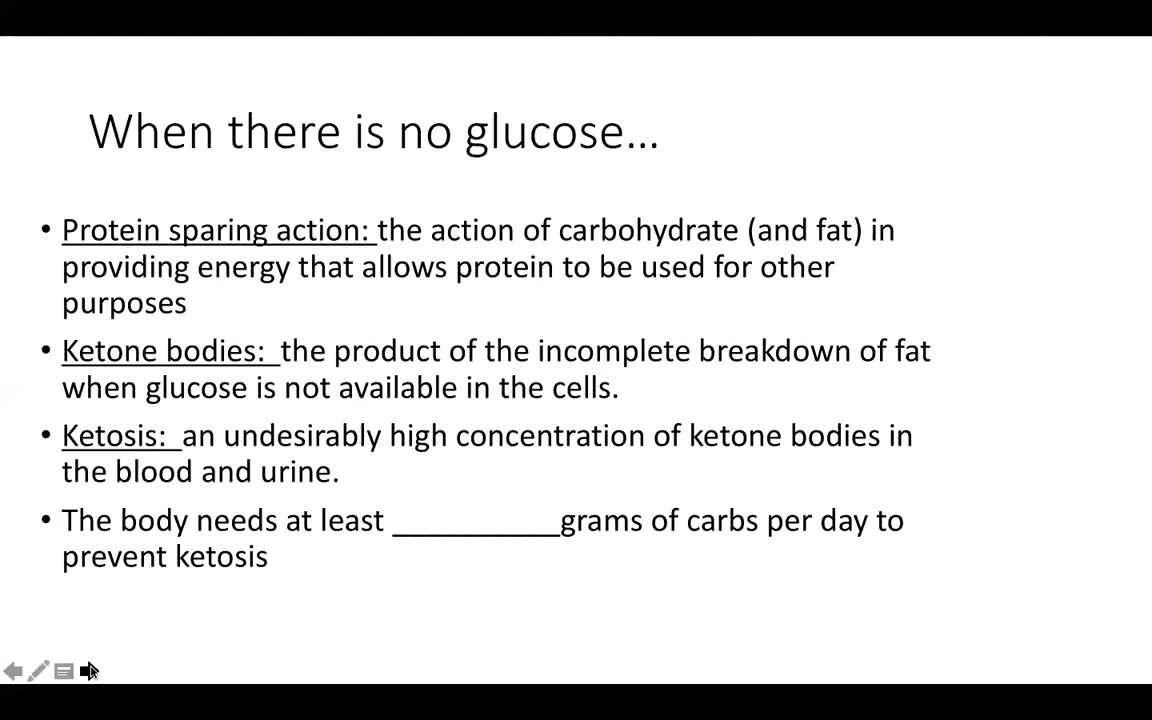 When there is no glucose...
• Protein sparing action: the action of carbohydrate (and fat) in
providing energy that allows protein to be used for other
purposes
• Ketone bodies: the product of the incomplete breakdown of fat
when glucose is not available in the cells.
• Ketosis: an undesirably high concentration of ketone bodies in
the blood and urine.
• The body needs at least __________grams of carbs per day to
prevent ketosis